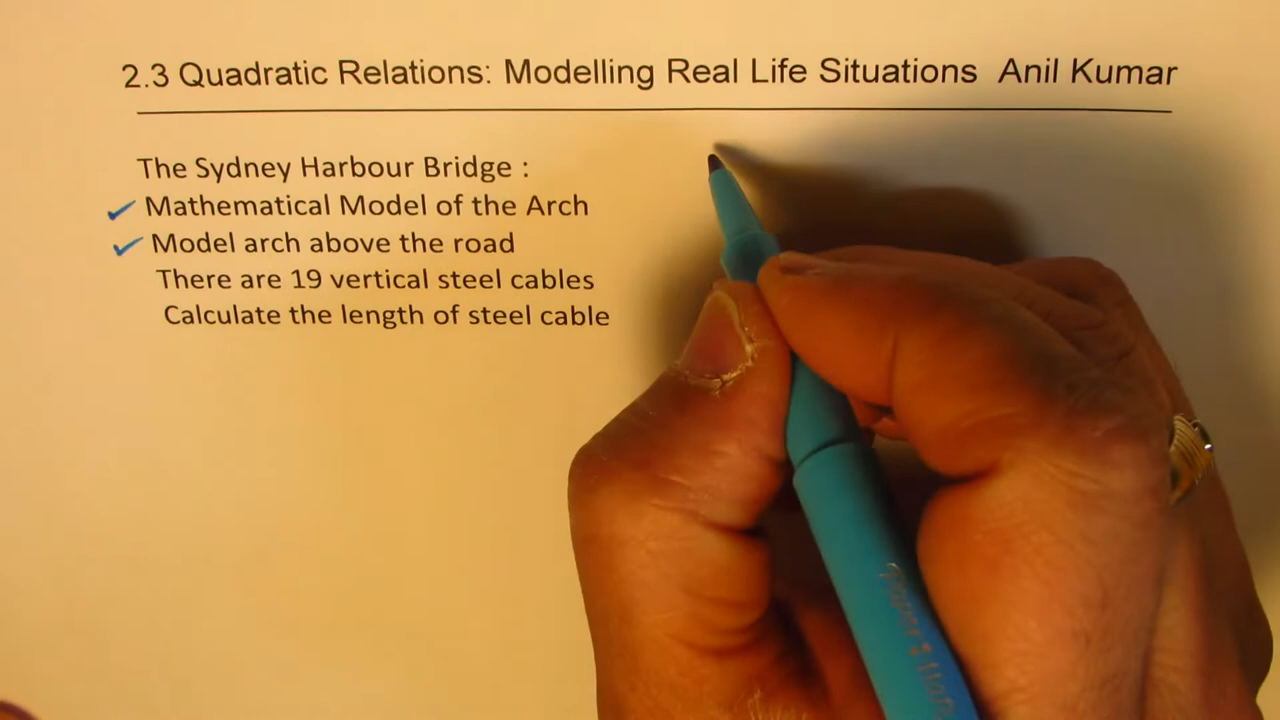 2.3 Quadratic Relations: Modelling Real Life Situations Anil Kumar
The Sydney Harbour Bridge :
Mathematical Model of the Arch
Model arch above the road
There are 19 vertical steel cables
Calculate the length of steel cable